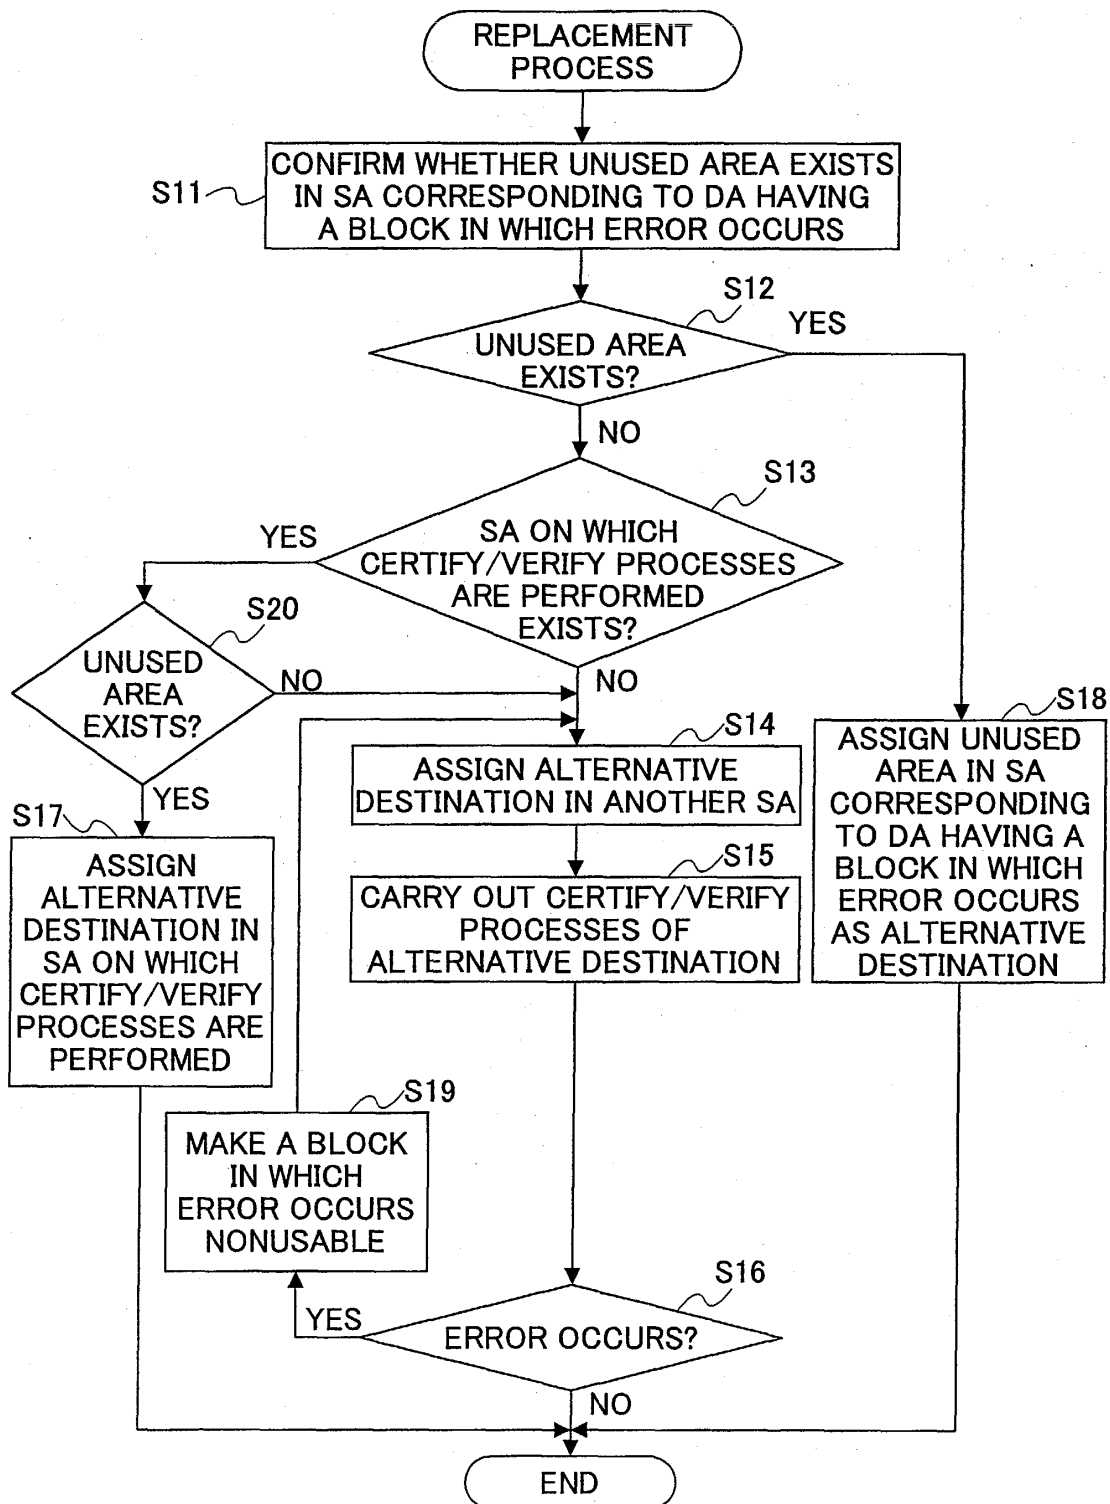 REPLACEMENT
PROCESS
CONFIRM WHETHER UNUSED AREA EXISTS
IN SA CORRESPONDING TO DA HAVING
A BLOCK IN WHICH ERROR OCCURS
S11
S12
UNUSED AREA
EXISTS?
YES
NO
S13
SA ON WHICH
CERTIFY/VERIFY PROCESSES
ARE PERFORMED
EXISTS?
YES
NO
S20
UNUSED
AREA
EXISTS?
NO
YES
S14
ASSIGN ALTERNATIVE
DESTINATION IN ANOTHER SA
S18
ASSIGN UNUSED
AREA IN SA
CORRESPONDING
TO DA HAVING A
BLOCK IN WHICH
ERROR OCCURS
AS ALTERNATIVE
DESTINATION
S17
ASSIGN
ALTERNATIVE
DESTINATION IN
SA ON WHICH
CERTIFY/VERIFY
PROCESSES ARE
PERFORMED
S15
CARRY OUT CERTIFY/VERIFY
PROCESSES OF
ALTERNATIVE DESTINATION
S19
MAKE A BLOCK
IN WHICH
ERROR OCCURS
NONUSABLE
S16
ERROR OCCURS?
YES
NO
END